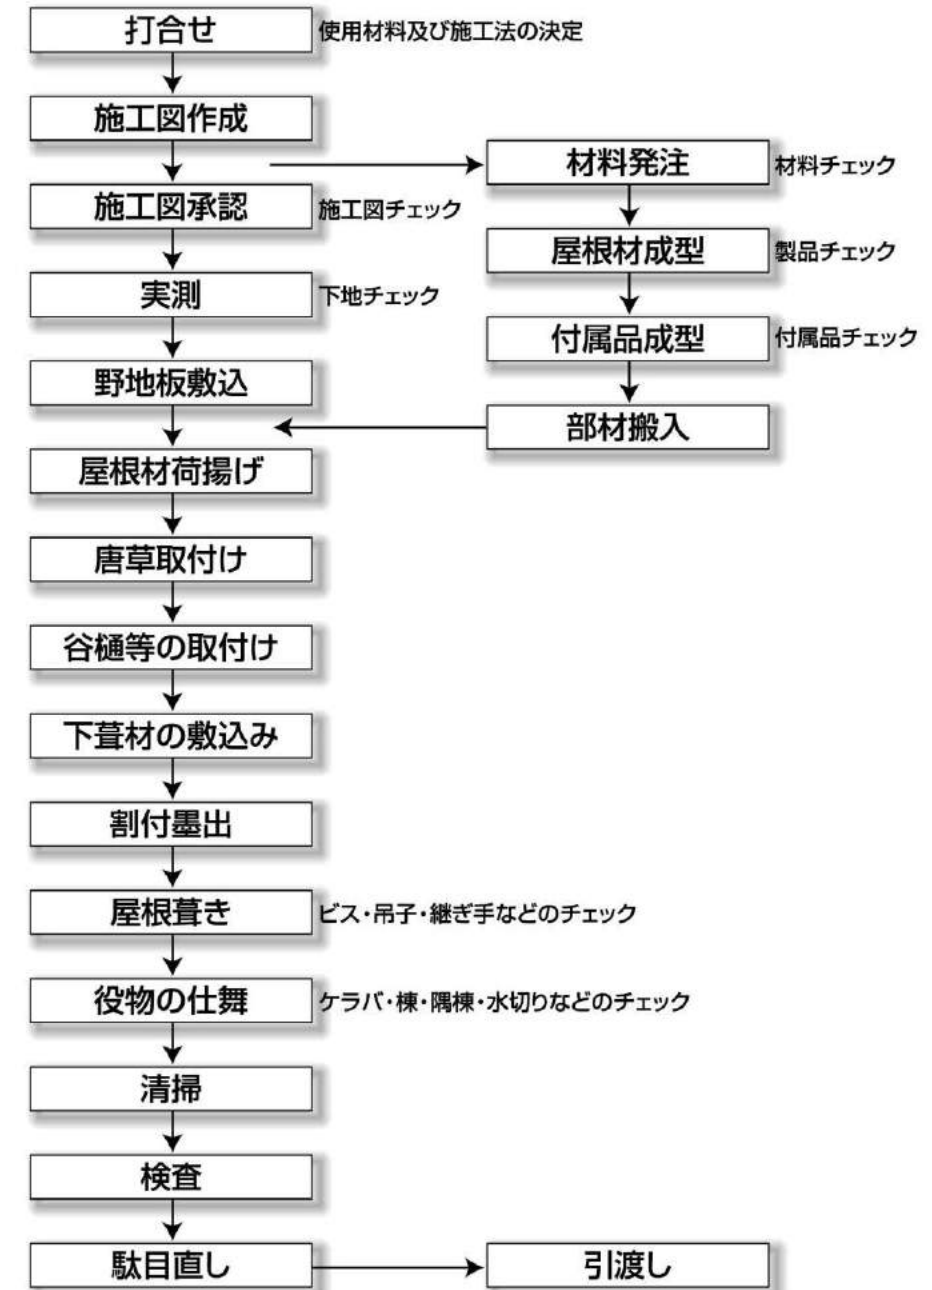 打合せ 使用材料及び施工法の決定
施工図作成
材料発注 材料チェック
施工図承認 施工図チェック
屋根材成型 製品チェック
実測 下地チェック
付属品成型 付属品チェック
野地板敷込
部材搬入
屋根材荷揚げ
唐草取付け
谷樋等の取付け
下葺材の敷込み
割付墨出
屋根葺き ビス・吊子・継ぎ手などのチェック
役物の仕舞 ケラバ・棟・隅棟・水切りなどのチェック
清掃
検査
駄目直し 引渡し